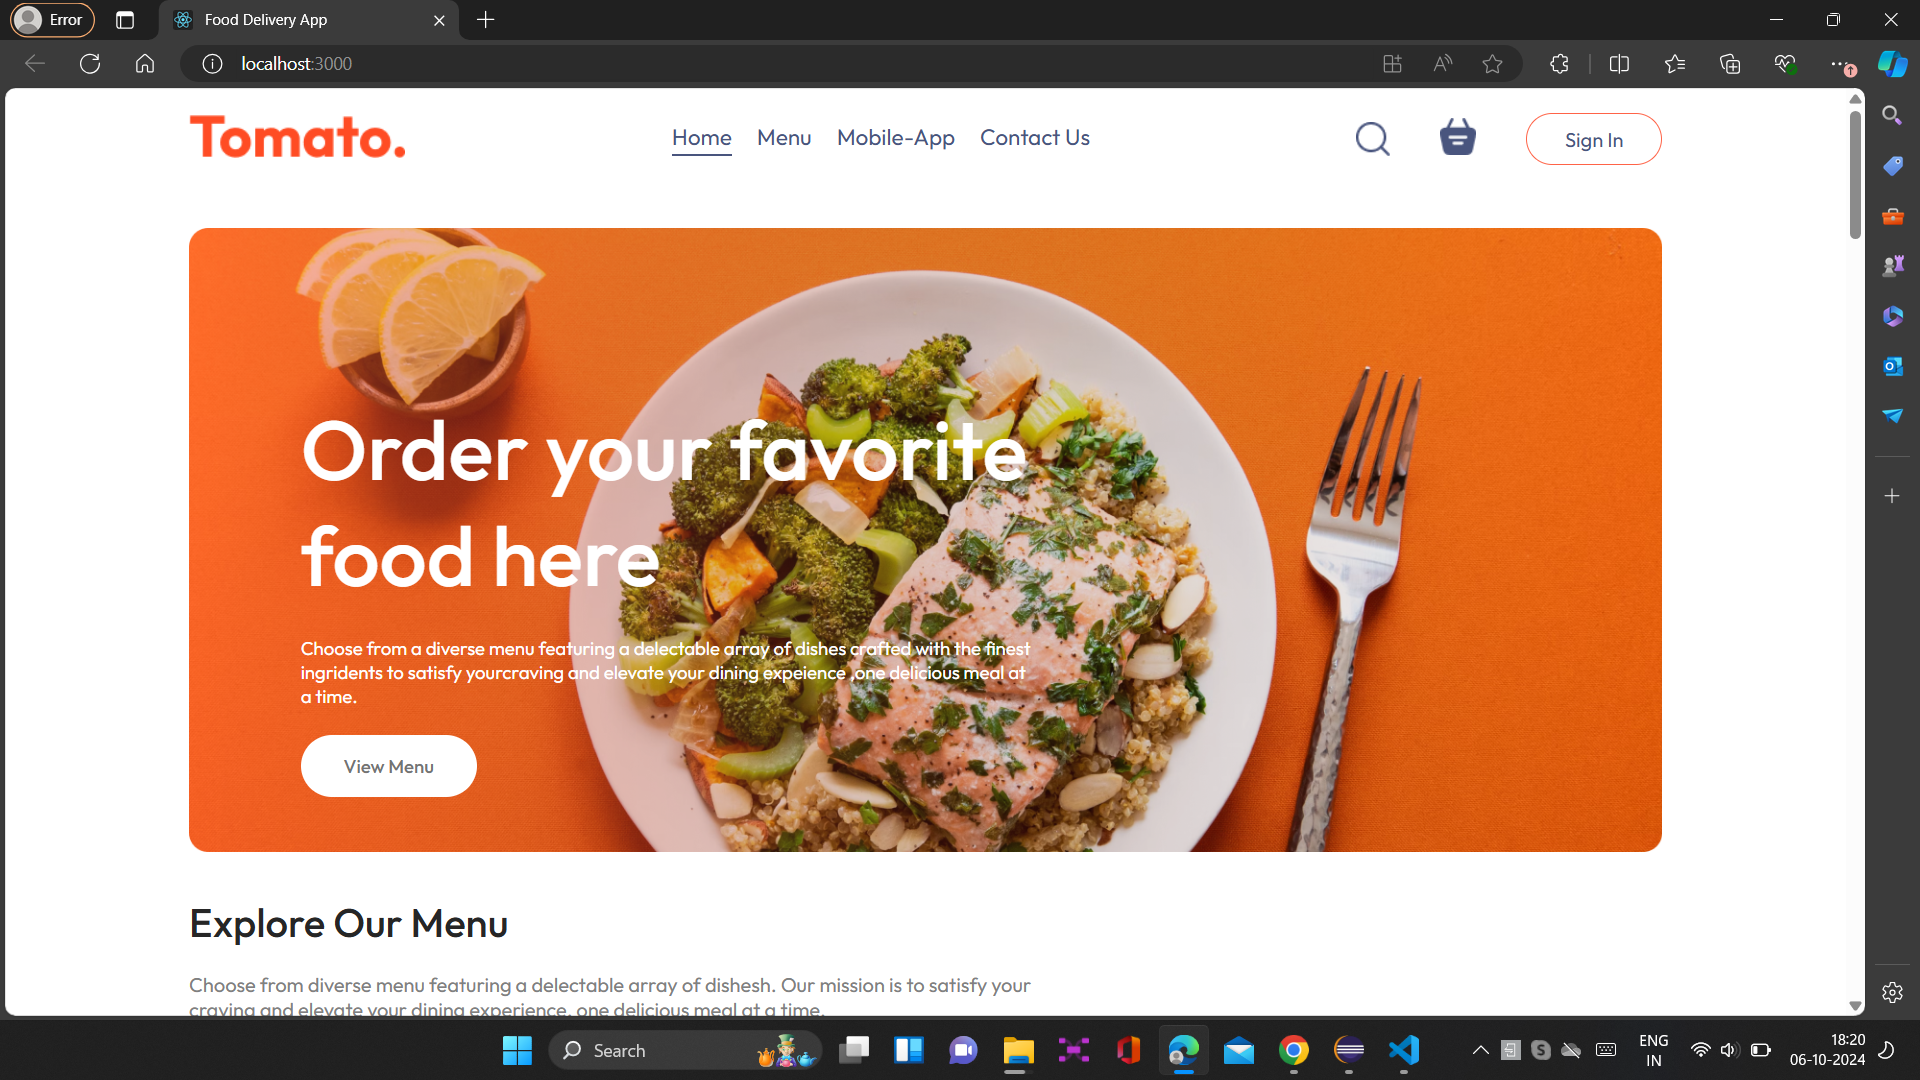 Error
Food Delivery App
localhost:3000
Tomato.
Home Menu Mobile-App Contact Us
Sign In
Order your favorite
food here
Choose from a diverse menu featuring a delectable array of dishes crafted with the finest
ingridents to satisfy yourcraving and elevate your dining expeience ,one delicious meal at
a time.
View Menu
Explore Our Menu
Choose from diverse menu featuring a delectable array of dishesh. Our mission is to satisfy your
craving and elevate your dining experience, one delicious meal at a time.
Search
ENG
IN
18:20
06-10-2024